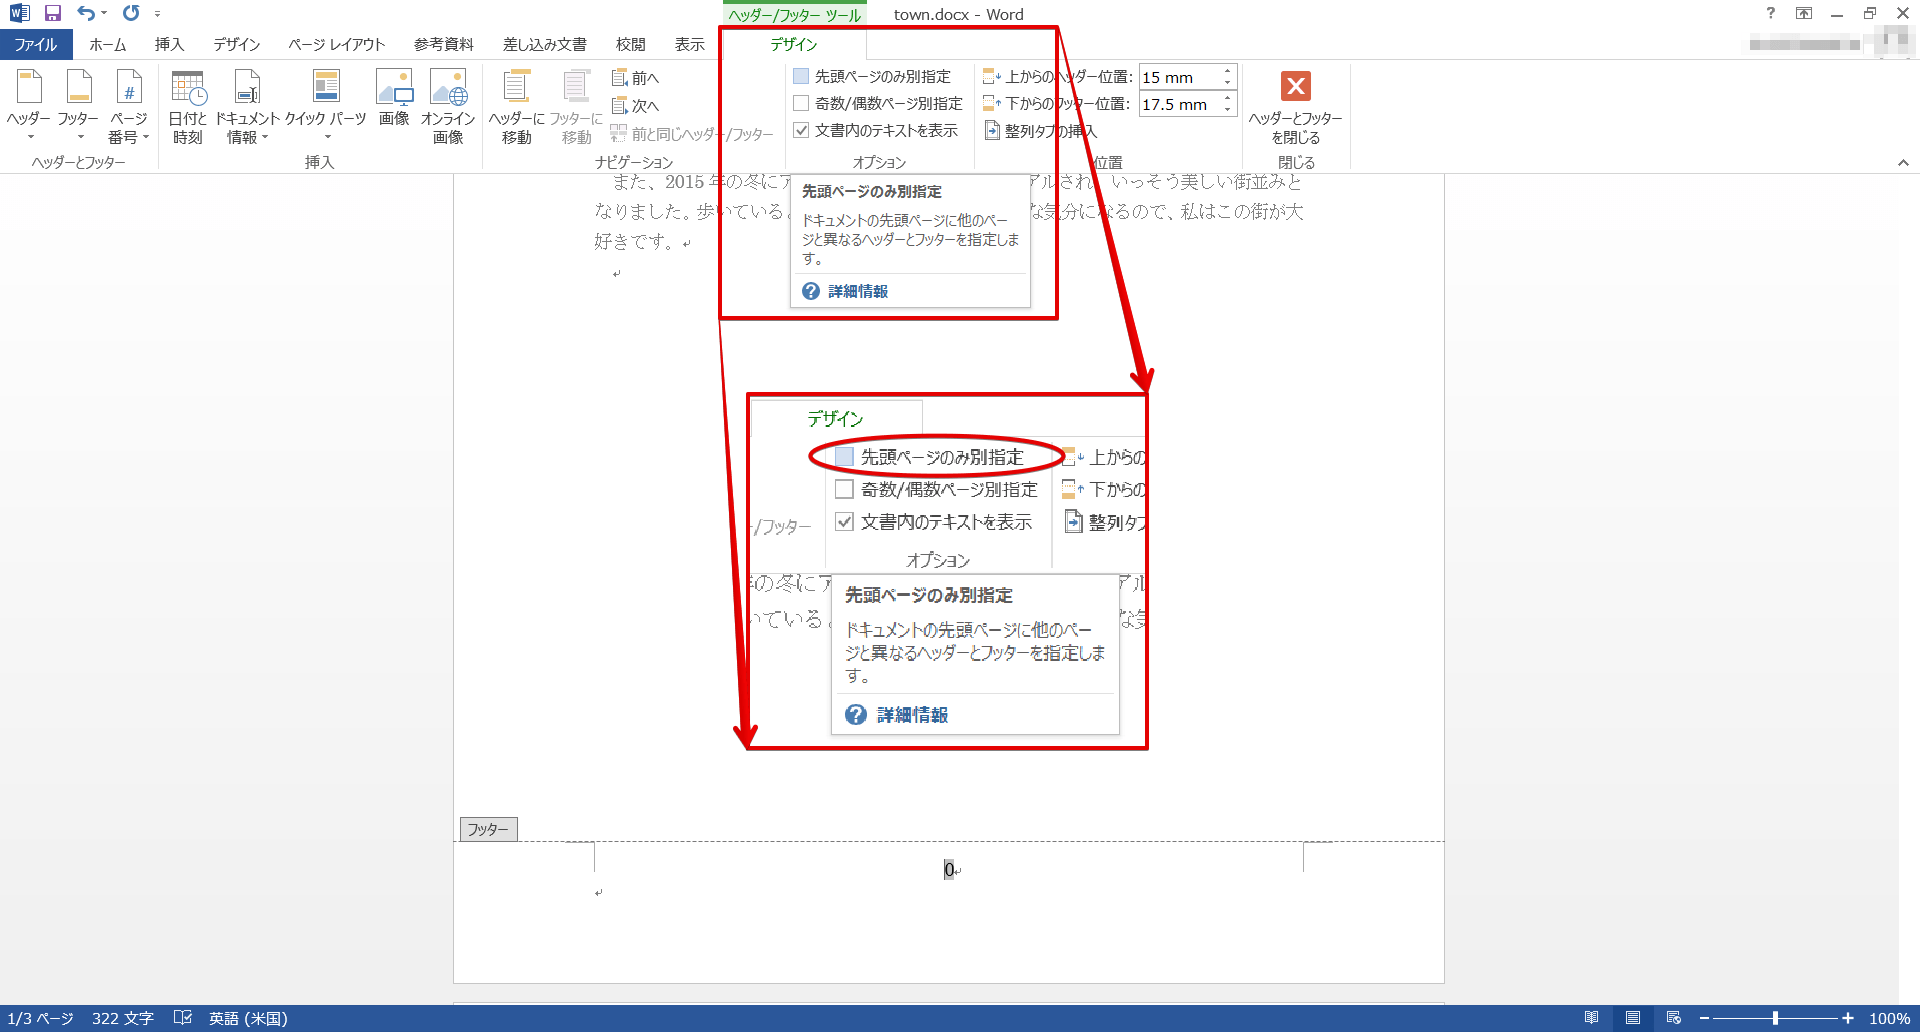 ヘッダー/フッター ツール
town.docx - Word
ファイル
ホーム
挿入
デザイン
ページ レイアウト
参考資料
差し込み文書
校閲
表示
デザイン
ヘッダー
フッター
ページ
番号
ヘッダーとフッター
日付と
時刻
ドキュメント
情報
クイック パーツ
画像
オンライン
画像
挿入
ヘッダーに
移動
フッターに
移動
前へ
次へ
前と同じヘッダー/フッター
ナビゲーション
先頭ページのみ別指定
奇数/偶数ページ別指定
文書内のテキストを表示
オプション
上からのヘッダー位置:
15 mm
下からのフッター位置:
17.5 mm
整列タブの挿入
位置
ヘッダーとフッター
を閉じる
閉じる
また、2015 年の冬にア
アルされ、いっそう美しい街並みと
なりました。歩いていると
な気分になるので、私はこの街が大
好きです。
先頭ページのみ別指定
ドキュメントの先頭ページに他のペー
ジと異なるヘッダーとフッターを指定しま
す。
詳細情報
デザイン
先頭ページのみ別指定
奇数/偶数ページ別指定
文書内のテキストを表示
オプション
/フッター
上からの
下からの
整列タブ
年の冬にア
アル
いていると
な気
先頭ページのみ別指定
ドキュメントの先頭ページに他のペー
ジと異なるヘッダーとフッターを指定しま
す。
詳細情報
フッター
0
1/3 ページ
322 文字
英語 (米国)
100%